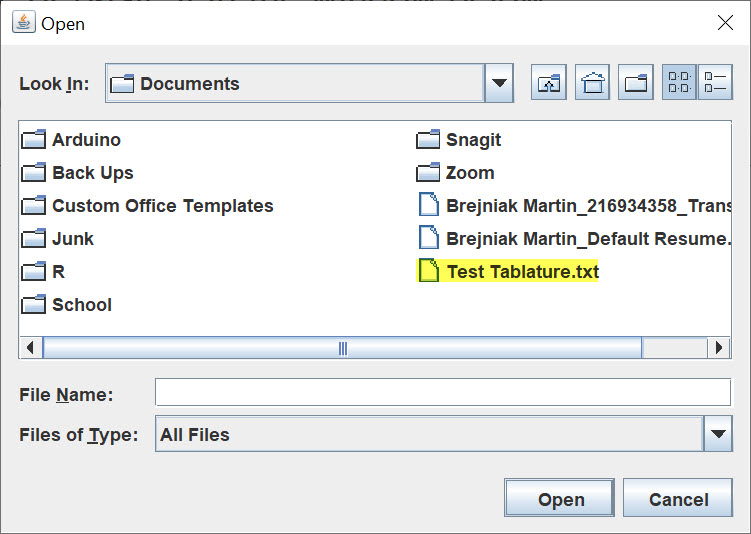 Open
Look In: Documents
Arduino
Back Ups
Custom Office Templates
Junk
R
School
Snagit
Zoom
Brejniak Martin_216934358_Trans
Brejniak Martin_Default Resume.
Test Tablature.txt
File Name:
Files of Type: All Files
Open Cancel